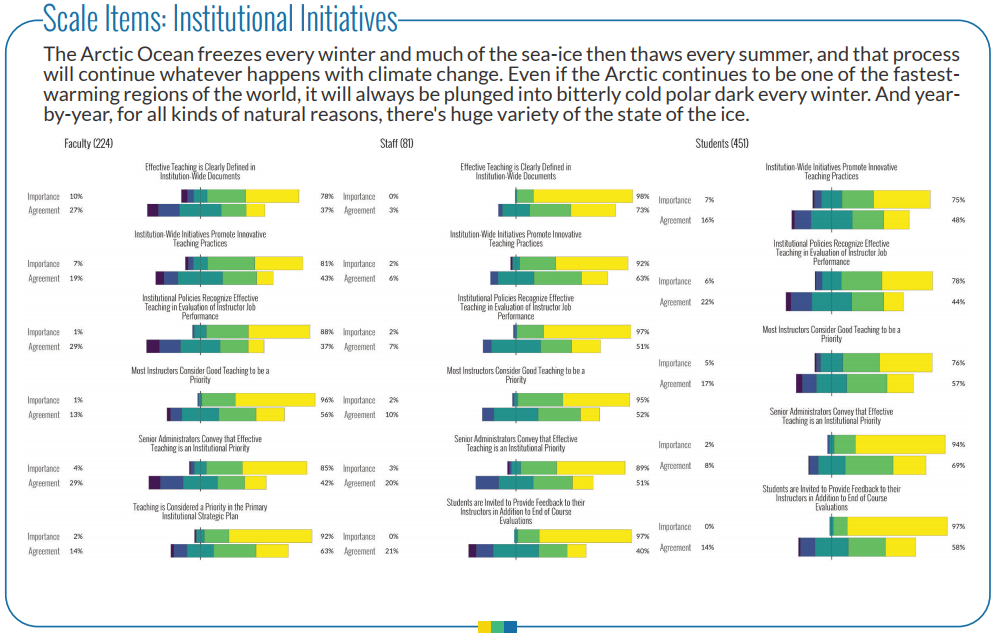 Scale Items: Institutional Initiatives
The Arctic Ocean freezes every winter and much of the sea-ice then thaws every summer, and that process
will continue whatever happens with climate change. Even if the Arctic continues to be one of the fastest-
warming regions of the world, it will always be plunged into bitterly cold polar dark every winter. And year-
by-year, for all kinds of natural reasons, there's huge variety of the state of the ice.
Faculty (224)
Effective Teaching is Clearly Defined in
Institution-Wide Documents
Importance 10% 78%
Agreement 27% 37%
Institution-Wide Initiatives Promote Innovative
Teaching Practices
Importance 7% 81%
Agreement 19% 43%
Institutional Policies Recognize Effective
Teaching in Evaluation of Instructor Job
Performance
Importance 1% 88%
Agreement 29% 37%
Most Instructors Consider Good Teaching to be a
Priority
Importance 1% 96%
Agreement 13% 56%
Senior Administrators Convey that Effective
Teaching is an Institutional Priority
Importance 4% 85%
Agreement 29% 42%
Teaching is Considered a Priority in the Primary
Institutional Strategic Plan
Importance 2% 92%
Agreement 14% 63%
Staff (81)
Effective Teaching is Clearly Defined in
Institution-Wide Documents
Importance 0% 98%
Agreement 3% 73%
Institution-Wide Initiatives Promote Innovative
Teaching Practices
Importance 2% 92%
Agreement 6% 63%
Institutional Policies Recognize Effective
Teaching in Evaluation of Instructor Job
Performance
Importance 2% 97%
Agreement 7% 51%
Most Instructors Consider Good Teaching to be a
Priority
Importance 2% 95%
Agreement 10% 52%
Senior Administrators Convey that Effective
Teaching is an Institutional Priority
Importance 3% 89%
Agreement 20% 51%
Students are Invited to Provide Feedback to their
Instructors in Addition to End of Course
Evaluations
Importance 0% 97%
Agreement 21% 40%
Students (451)
Institution-Wide Initiatives Promote Innovative
Teaching Practices
Importance 7% 75%
Agreement 16% 48%
Institutional Policies Recognize Effective
Teaching in Evaluation of Instructor Job
Performance
Importance 6% 78%
Agreement 22% 44%
Most Instructors Consider Good Teaching to be a
Priority
Importance 5% 76%
Agreement 17% 57%
Senior Administrators Convey that Effective
Teaching is an Institutional Priority
Importance 2% 94%
Agreement 8% 69%
Students are Invited to Provide Feedback to their
Instructors in Addition to End of Course
Evaluations
Importance 0% 97%
Agreement 14% 58%